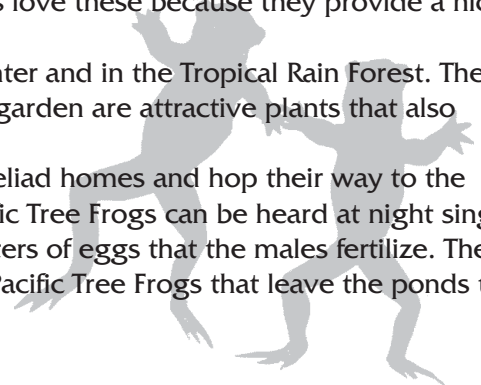 s love these because they provide a nic
nter and in the Tropical Rain Forest. The
garden are attractive plants that also
eliad homes and hop their way to the
ic Tree Frogs can be heard at night sing
ters of eggs that the males fertilize. The
Pacific Tree Frogs that leave the ponds t